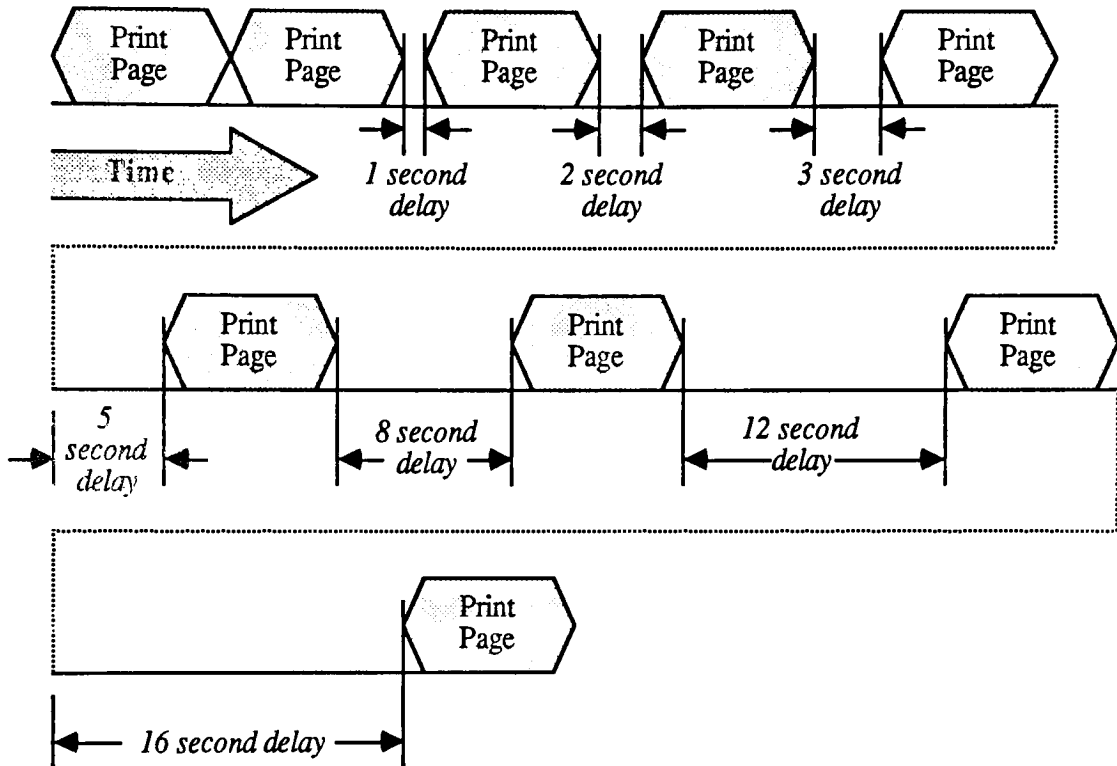 Print
Page
Print
Page
Print
Page
Print
Page
Print
Page
Time
1 second
delay
2 second
delay
3 second
delay
Print
Page
Print
Page
Print
Page
5
second
delay
8 second
delay
12 second
delay
Print
Page
16 second delay